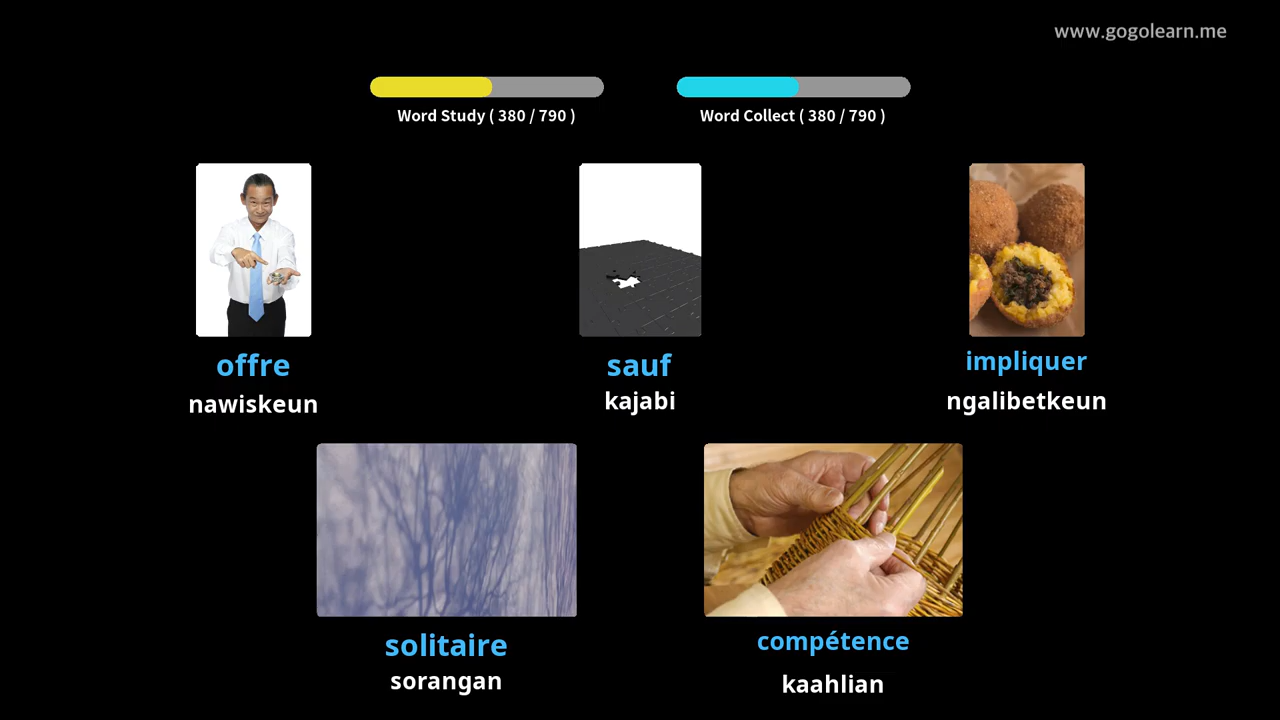 www.gogolearn.me
Word Study ( 380 / 790 )
Word Collect ( 380 / 790 )
offre
nawiskeun
sauf
kajabi
impliquer
ngalibetkeun
solitaire
sorangan
compétence
kaahlian